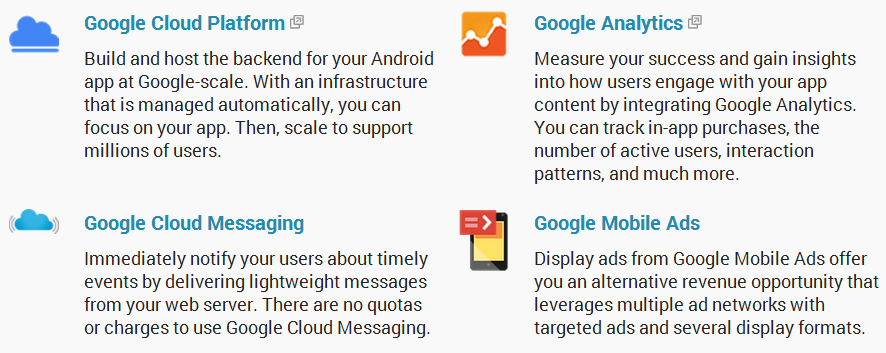 Google Cloud Platform
Build and host the backend for your Android
app at Google-scale. With an infrastructure
that is managed automatically, you can
focus on your app. Then, scale to support
millions of users.
Google Analytics
Measure your success and gain insights
into how users engage with your app
content by integrating Google Analytics.
You can track in-app purchases, the
number of active users, interaction
patterns, and much more.
Google Cloud Messaging
Immediately notify your users about timely
events by delivering lightweight messages
from your web server. There are no quotas
or charges to use Google Cloud Messaging.
Google Mobile Ads
Display ads from Google Mobile Ads offer
you an alternative revenue opportunity that
leverages multiple ad networks with
targeted ads and several display formats.